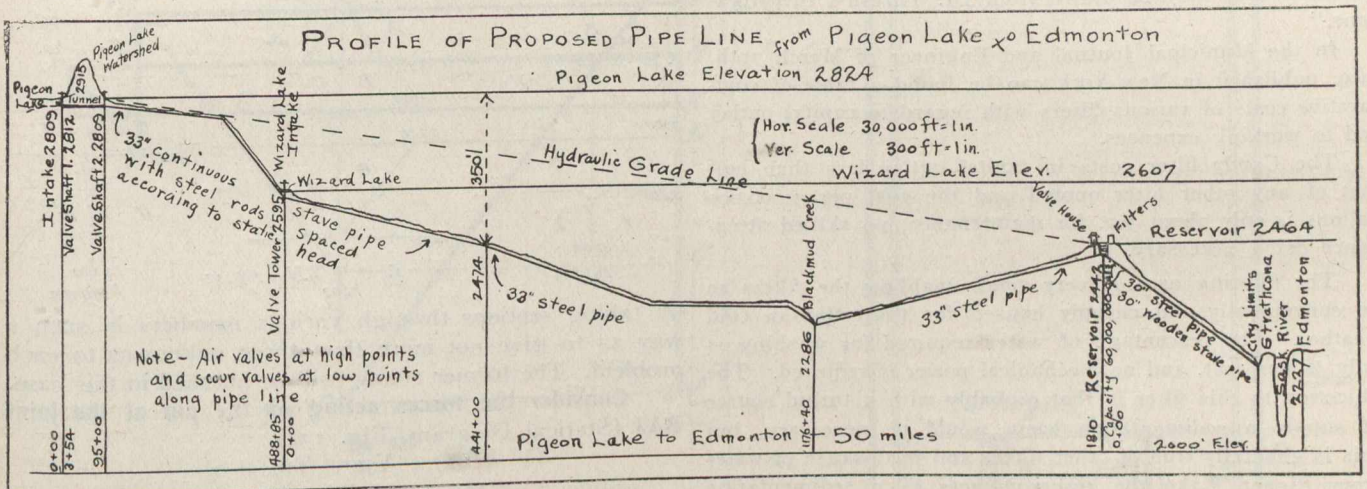 PROFILE OF PROPOSED PIPE LINE from Pigeon Lake to Edmonton
Pigeon Lake Elevation 2824
Pigeon Lake
Watershed
2915
Pigeon
Lake
Tunnel
Intake 2809
Valve Shaft 1. 2812
Valve Shaft 2. 2809
33" Continuous
with steel rods
according to
static
Wizard Lake
Intake
Valve Tower 2595
Wizard Lake
stave pipe
spaced
head
350'
2474
Hydraulic Grade Line
{ Hor. Scale 30,000 ft = 1 in.
Ver. Scale 300 ft = 1 in.
Wizard Lake Elev. 2607
33" steel pipe
Blackmud Creek
2286
33" steel pipe
Valve House
Filters
Reservoir 2464
Reservoir 2473
Capacity 60,000,000 gall
30" steel pipe
30" Wooden stave pipe
City Limits
Strathcona
Sask River
2227
Edmonton
Note - Air valves at high points
and scour valves at low points
along pipe line
Pigeon Lake to Edmonton - 50 miles
2000' Elev
0+00
3+54
95+00
488+85
0+00
441+00
1176+40
0+00